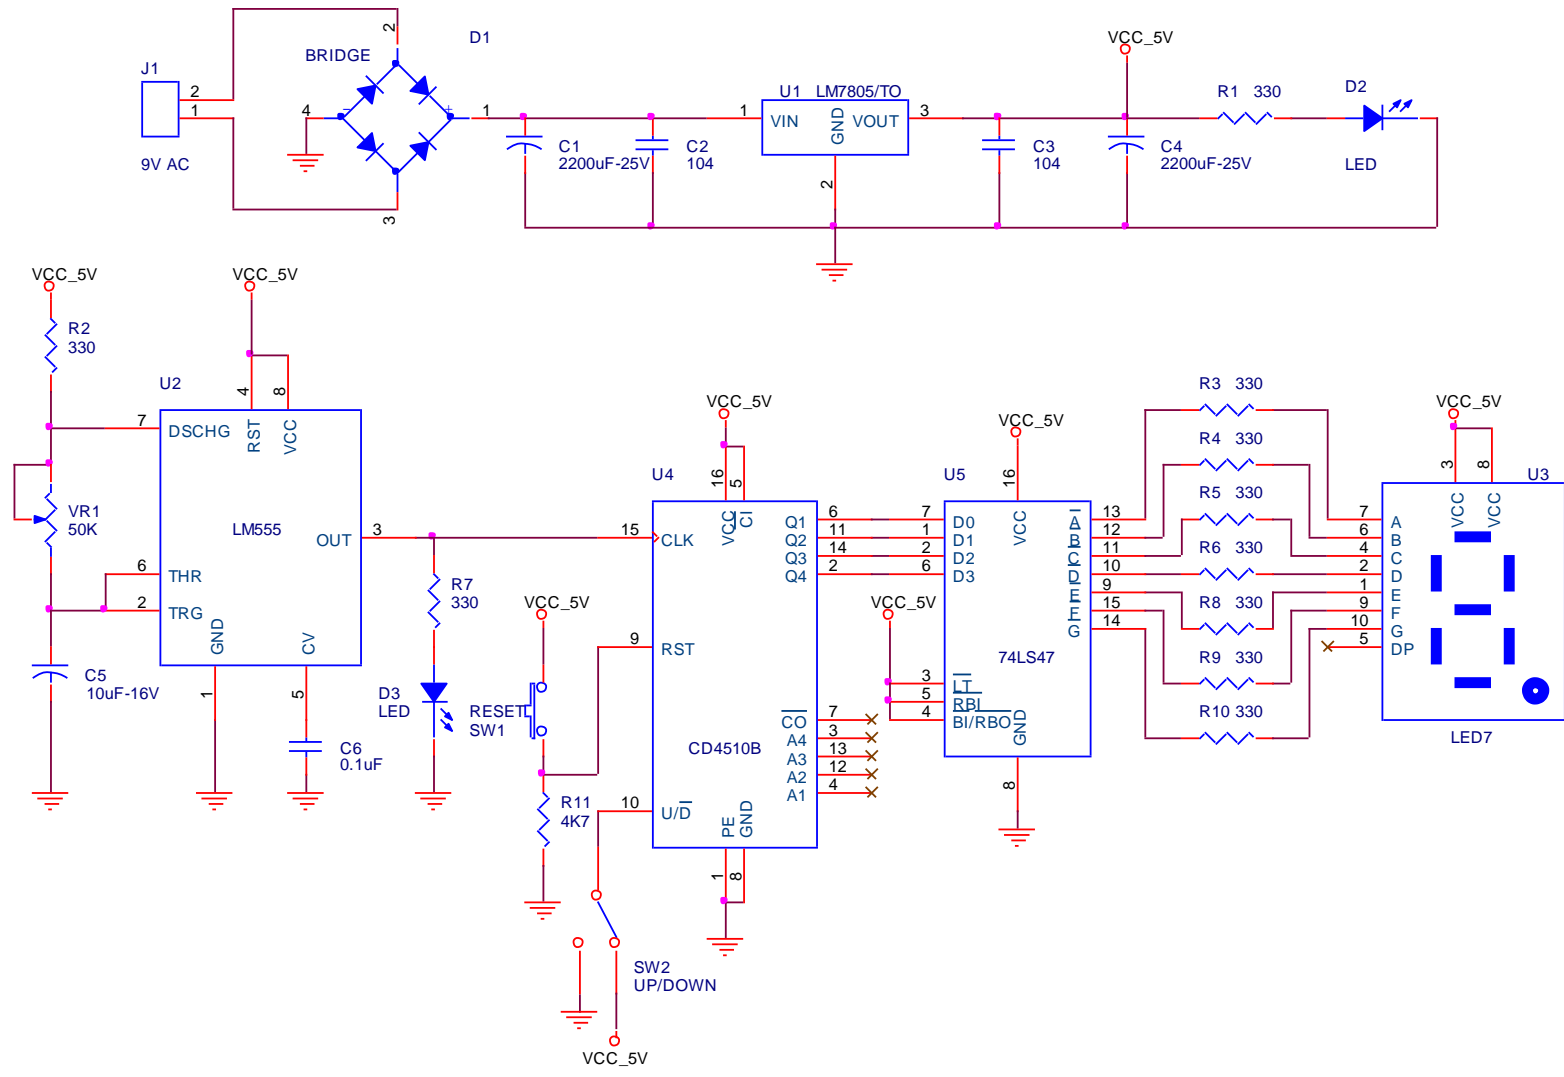 J1
2
1
9V AC
BRIDGE
D1
2
4
-
+
1
3
1
U1 LM7805/TO
VIN
GND
VOUT
3
2
C1
2200uF-25V
C2
104
C3
104
VCC_5V
C4
2200uF-25V
R1 330
D2
LED
VCC_5V
R2
330
VCC_5V
U2
4
8
7
DSCHG
RST
VCC
VR1
50K
LM555
OUT
3
6
THR
2
TRG
GND
CV
1
5
C5
10uF-16V
C6
0.1uF
R7
330
D3
LED
VCC_5V
RESET
SW1
R11
4K7
VCC_5V
U4
16
5
VCC
CI
15
CLK
9
RST
10
U/D
CD4510B
Q1
6
Q2
11
Q3
14
Q4
2
CO
7
A4
3
A3
13
A2
12
A1
4
PE
GND
1
8
SW2
UP/DOWN
VCC_5V
VCC_5V
U5
16
VCC
7
D0
1
D1
2
D2
6
D3
VCC_5V
3
LT
5
RBI
4
BI/RBO
GND
8
74LS47
A
13
B
12
C
11
D
10
E
9
F
15
G
14
R3 330
R4 330
R5 330
R6 330
R8 330
R9 330
R10 330
VCC_5V
3
8
U3
VCC
VCC
7
A
6
B
4
C
2
D
1
E
9
F
10
G
5
DP
LED7